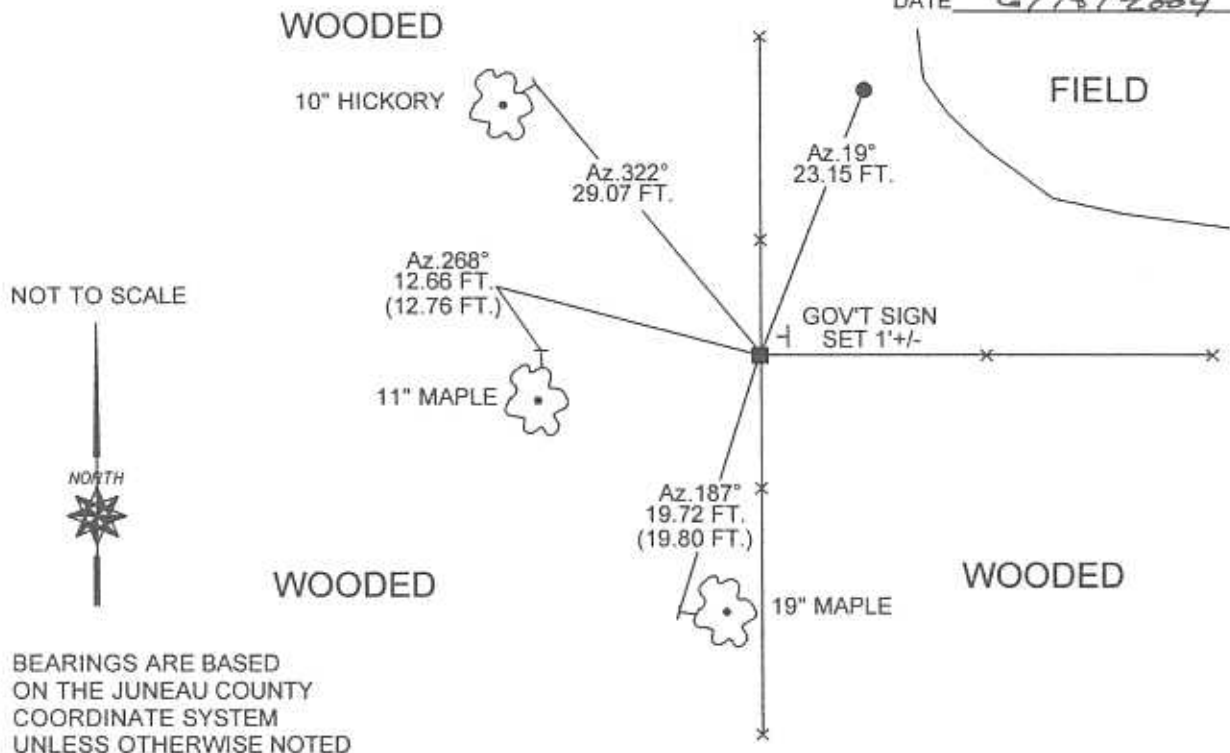 DATE
WOODED
FIELD
10" HICKORY
Az.19°
23.15 FT.
Az.322°
29.07 FT.
Az.268°
12.66 FT.
(12.76 FT.)
NOT TO SCALE
GOV'T SIGN
SET 1'+/-
11" MAPLE
NORTH
Az.187°
19.72 FT.
(19.80 FT.)
WOODED
WOODED
19" MAPLE
BEARINGS ARE BASED
ON THE JUNEAU COUNTY
COORDINATE SYSTEM
UNLESS OTHERWISE NOTED